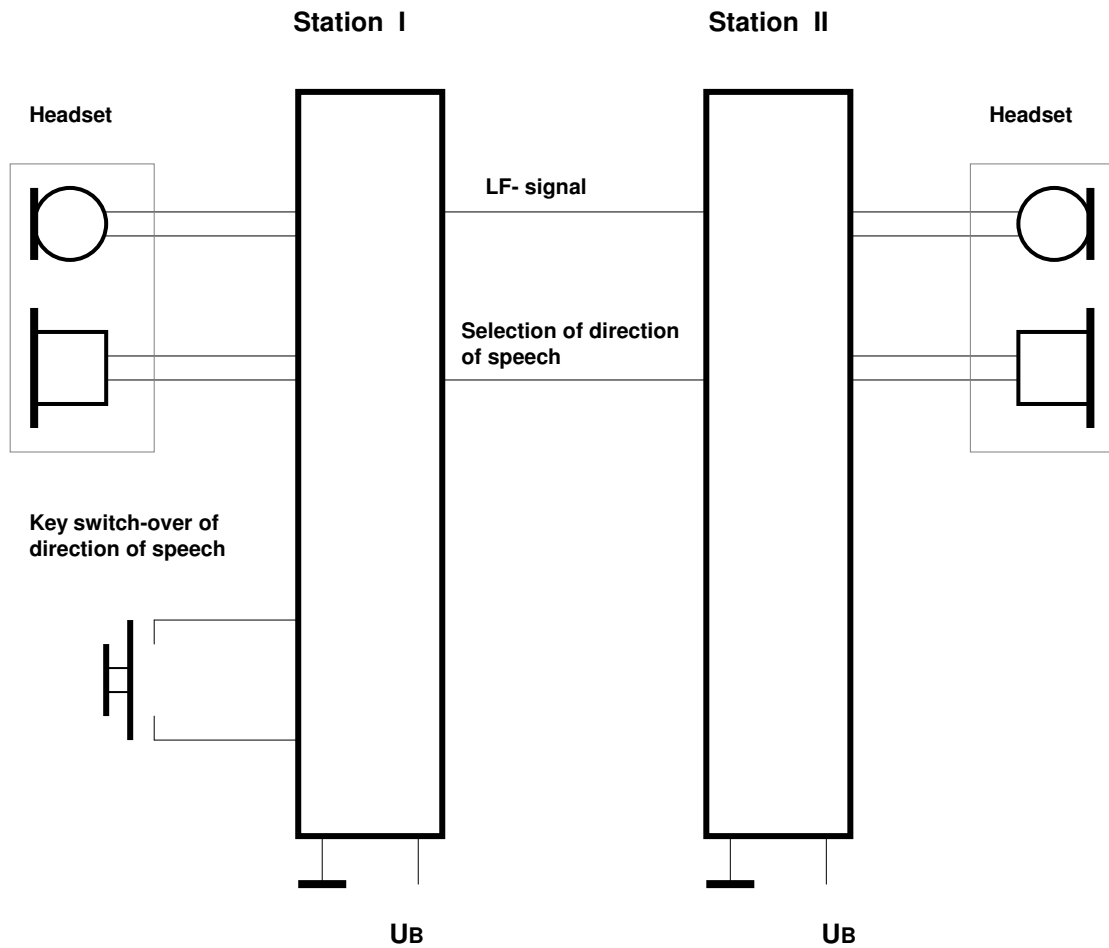 Station I
Station II
Headset
Headset
LF- signal
Selection of direction
of speech
Key switch-over of
direction of speech
UB
UB